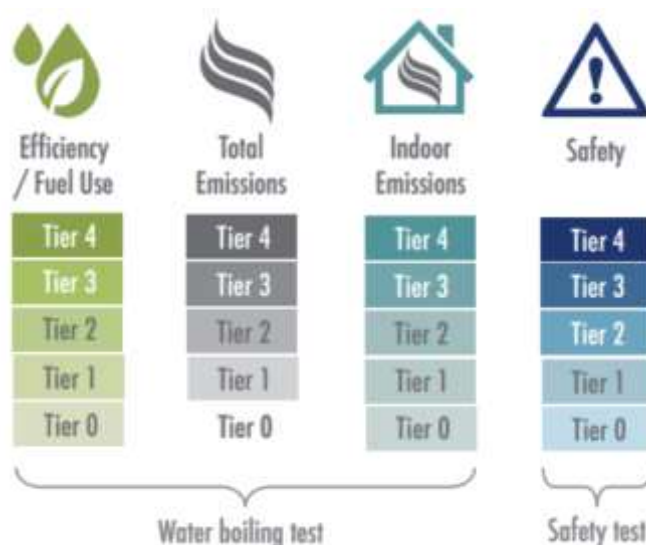 Efficiency
/ Fuel Use
Total
Emissions
Indoor
Emissions
Safety
Tier 4
Tier 3
Tier 2
Tier 1
Tier 0
Tier 4
Tier 3
Tier 2
Tier 1
Tier 0
Tier 4
Tier 3
Tier 2
Tier 1
Tier 0
Tier 4
Tier 3
Tier 2
Tier 1
Tier 0
Water boiling test
Safety test